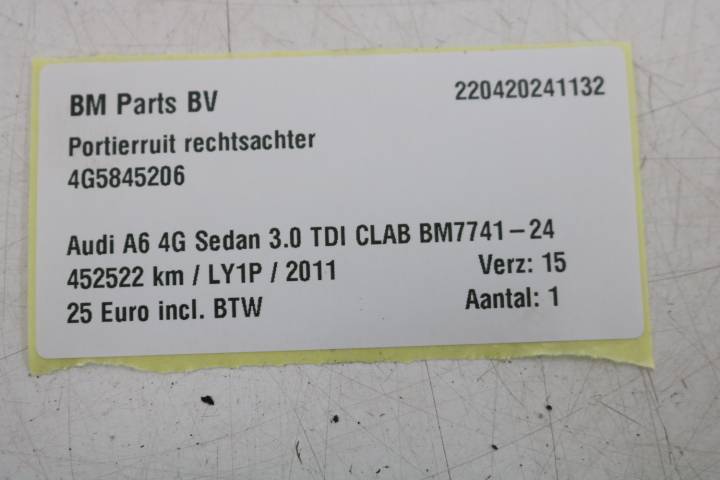 BM Parts BV 220420241132
Portierruit rechtsachter
4G5845206
Audi A6 4G Sedan 3.0 TDI CLAB BM7741-24
452522 km / LY1P / 2011 Verz: 15
25 Euro incl. BTW Aantal: 1